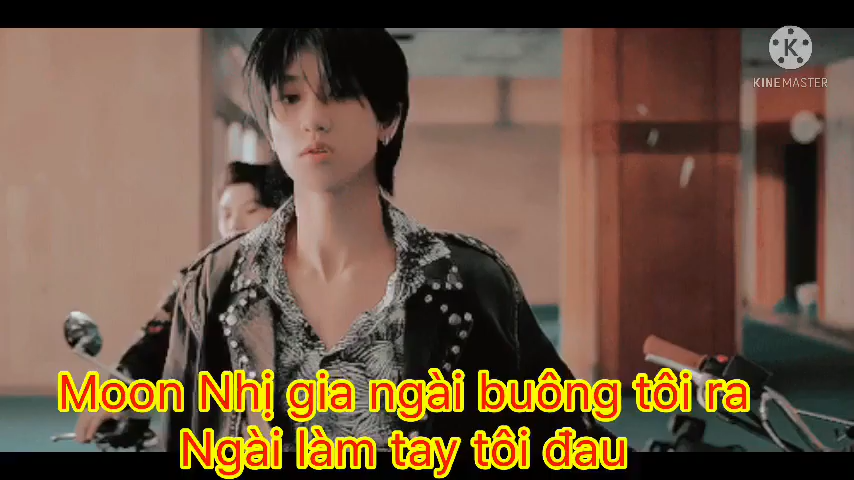 K
KINEMASTER
Moon Nhị gia ngài buông tôi ra
Ngài làm tay tôi đau